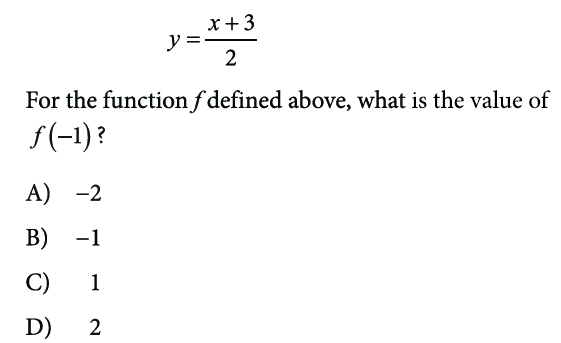 y = \frac{x+3}{2}
For the function f defined above, what is the value of
f(−1) ?
A) −2
B) −1
C) 1
D) 2